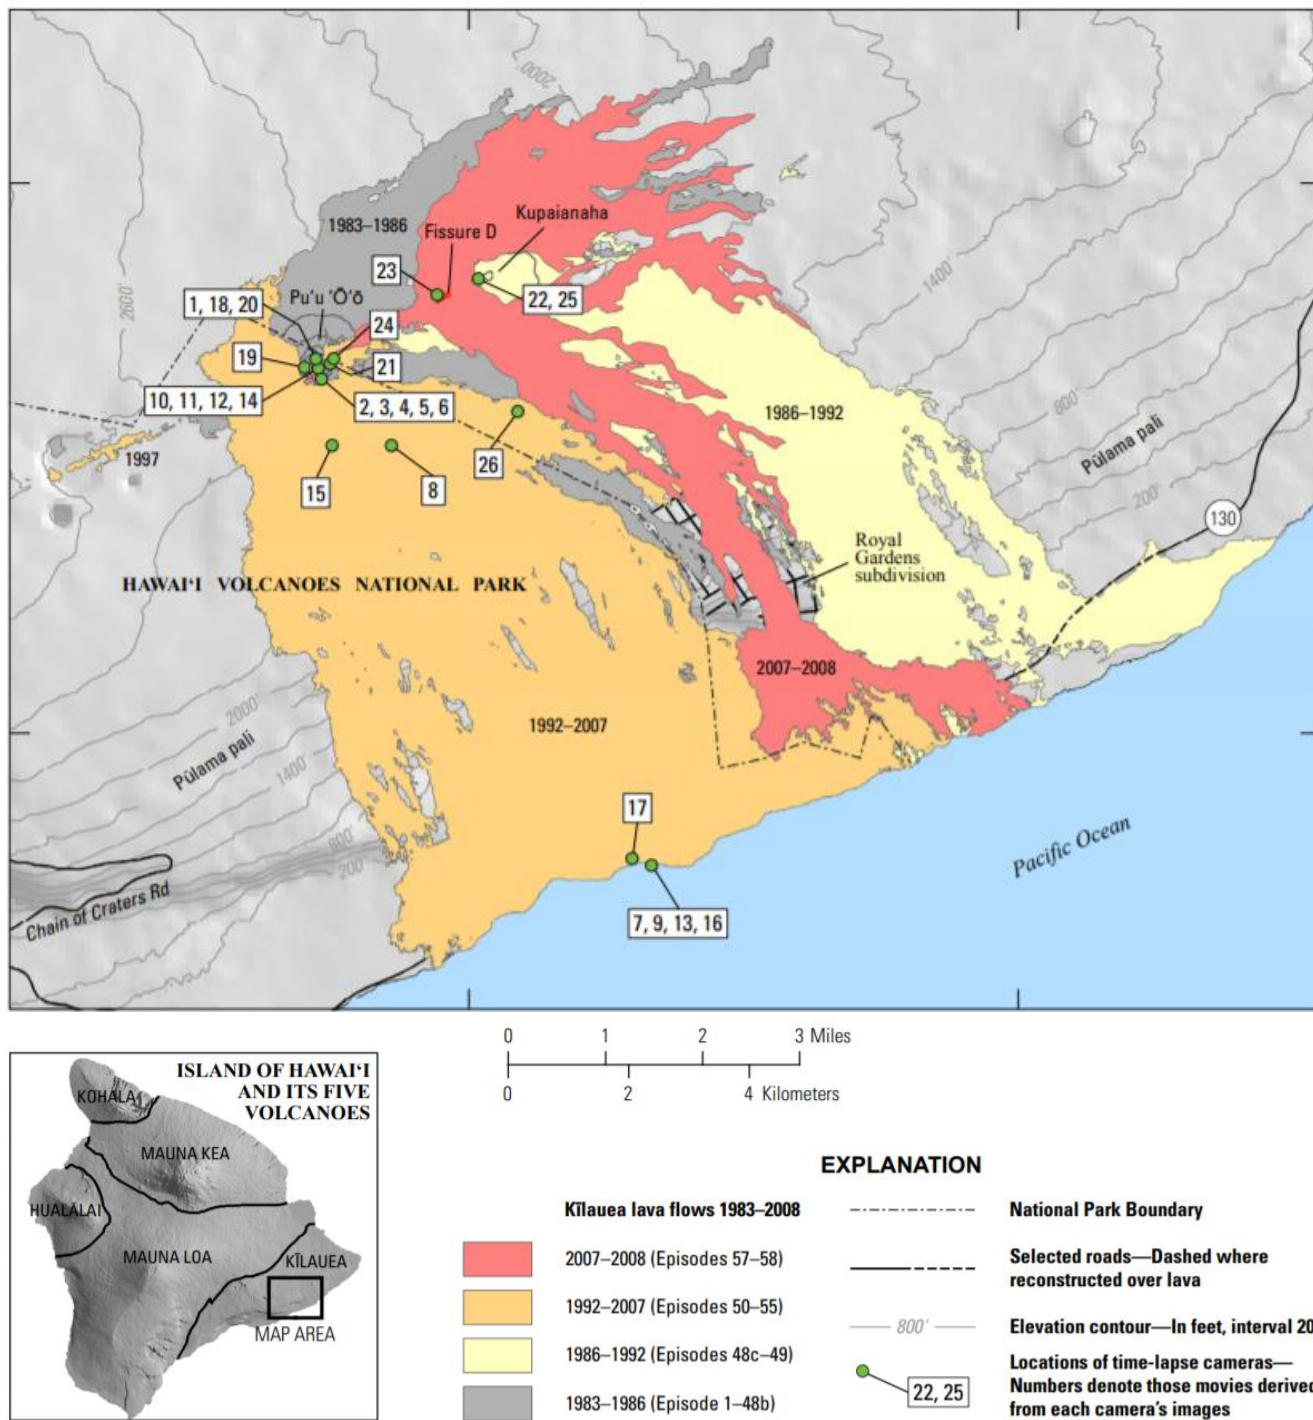 2000'
1983–1986
Kupaianaha
Fissure D
23
2600'
1, 18, 20
Pu‘u ‘Ō‘ō
22, 25
1400'
24
19
21
10, 11, 12, 14
2, 3, 4, 5, 6
800'
1986–1992
Pūlama pali
1997
26
15
8
200'
130
Royal
Gardens
subdivision
HAWAI‘I VOLCANOES NATIONAL PARK
2007–2008
2000'
1992–2007
Pūlama pali
1400'
17
800'
200'
Pacific Ocean
Chain of Craters Rd
7, 9, 13, 16
0 1 2 3 Miles
0 2 4 Kilometers
ISLAND OF HAWAI‘I
AND ITS FIVE
VOLCANOES
KOHALA
MAUNA KEA
HUALĀLAI
MAUNA LOA
KĪLAUEA
MAP AREA
EXPLANATION
Kīlauea lava flows 1983–2008
2007–2008 (Episodes 57–58)
1992–2007 (Episodes 50–55)
1986–1992 (Episodes 48c–49)
1983–1986 (Episode 1–48b)
National Park Boundary
Selected roads—Dashed where
reconstructed over lava
800'
Elevation contour—In feet, interval 20
Locations of time-lapse cameras—
Numbers denote those movies derived
from each camera's images
22, 25